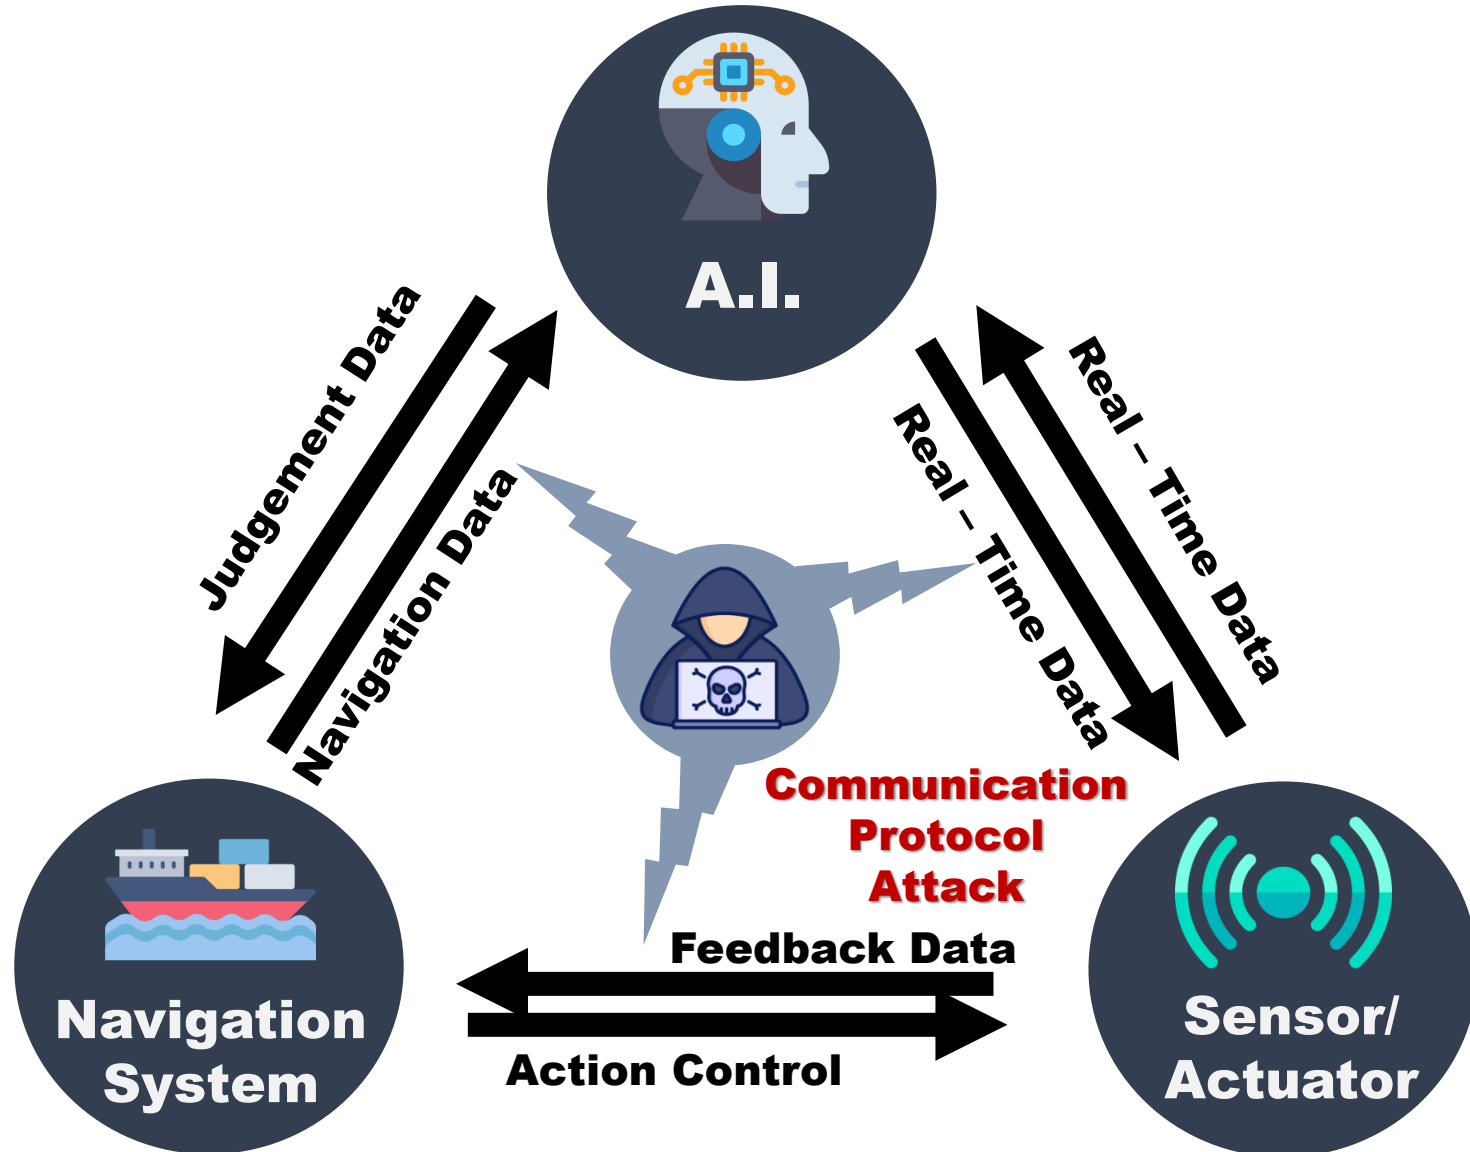 A.I.
Judgement Data
Navigation Data
Real – Time Data
Real – Time Data
Communication
Protocol
Attack
Feedback Data
Action Control
Navigation
System
Sensor/
Actuator